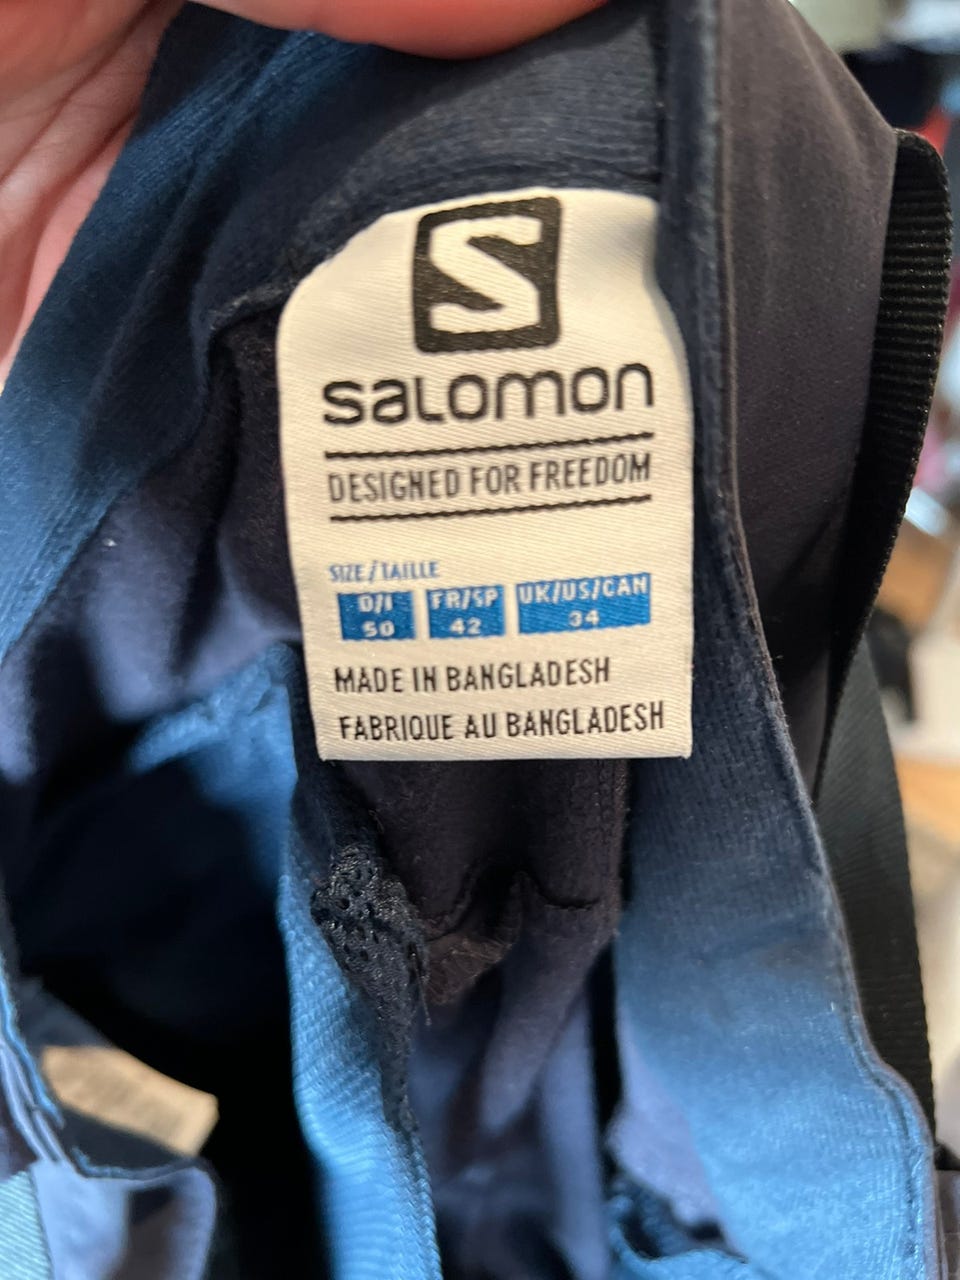 S
salomon
DESIGNED FOR FREEDOM
SIZE/TAILLE
D/I FR/SP UK/US/CAN
50 42 34
MADE IN BANGLADESH
FABRIQUE AU BANGLADESH